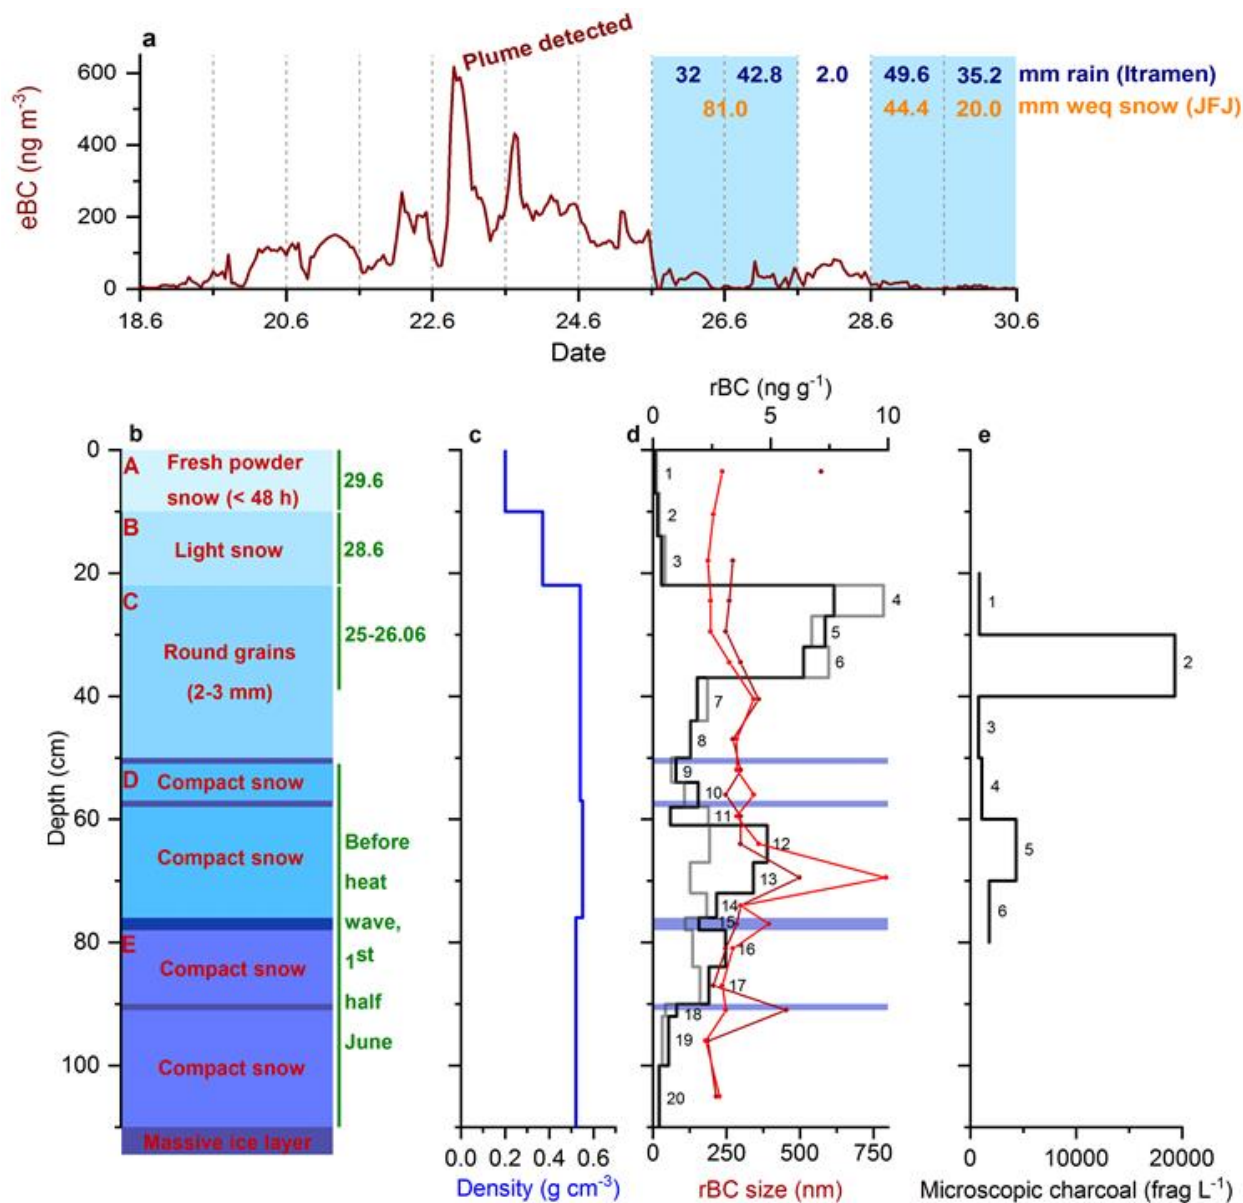 a
Plume detected
600
400
200
0
eBC (ng m⁻³)
32 42.8 2.0 49.6 35.2 mm rain (Itramen)
81.0 44.4 20.0 mm weq snow (JFJ)
18.6 20.6 22.6 24.6 26.6 28.6 30.6
Date
rBC (ng g⁻¹)
0 5 10
b c d e
0
20
40
60
80
100
Depth (cm)
A Fresh powder
snow (< 48 h)
29.6
B
Light snow
28.6
C
Round grains
(2-3 mm)
25-26.06
D Compact snow
Compact snow
E
Compact snow
Compact snow
Massive ice layer
Before
heat
wave,
1st
half
June
0.0 0.2 0.4 0.6
Density (g cm⁻³)
1
2
3
4
5
6
7
8
9
10
11
12
13
14
15
16
17
18
19
20
0 250 500 750
rBC size (nm)
1
2
3
4
5
6
0 10000 20000
Microscopic charcoal (frag L⁻¹)